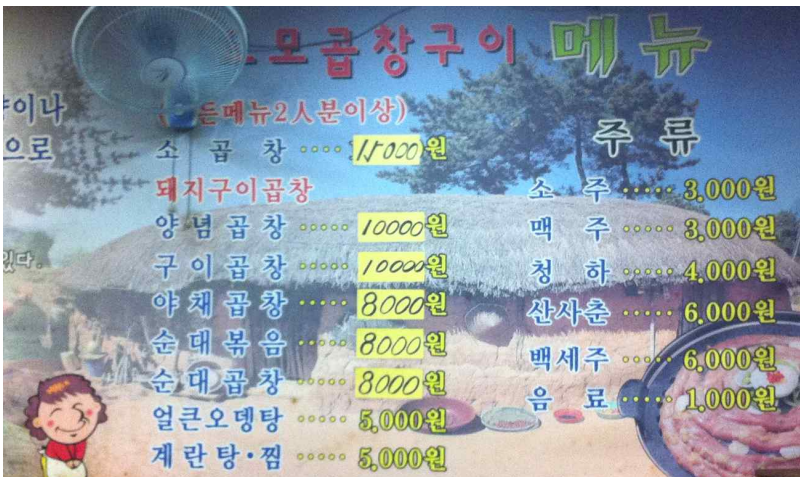 모곱창구이 메뉴
든메뉴2人분이상)
이나
으로
있다.
소 곱 창 ····· 15000원
돼지구이곱창
양념곱창 ····· 10000원
구이곱창 ····· 10000원
야채곱창 ····· 8000원
순대볶음 ····· 8000원
순대곱창 ····· 8000원
얼큰오뎅탕 ····· 5,000원
계란탕·찜 ····· 5,000원
주 류
소 주 ····· 3,000원
맥 주 ····· 3,000원
청 하 ····· 4,000원
산사춘 ····· 6,000원
백세주 ····· 6,000원
음 료 ····· 1,000원